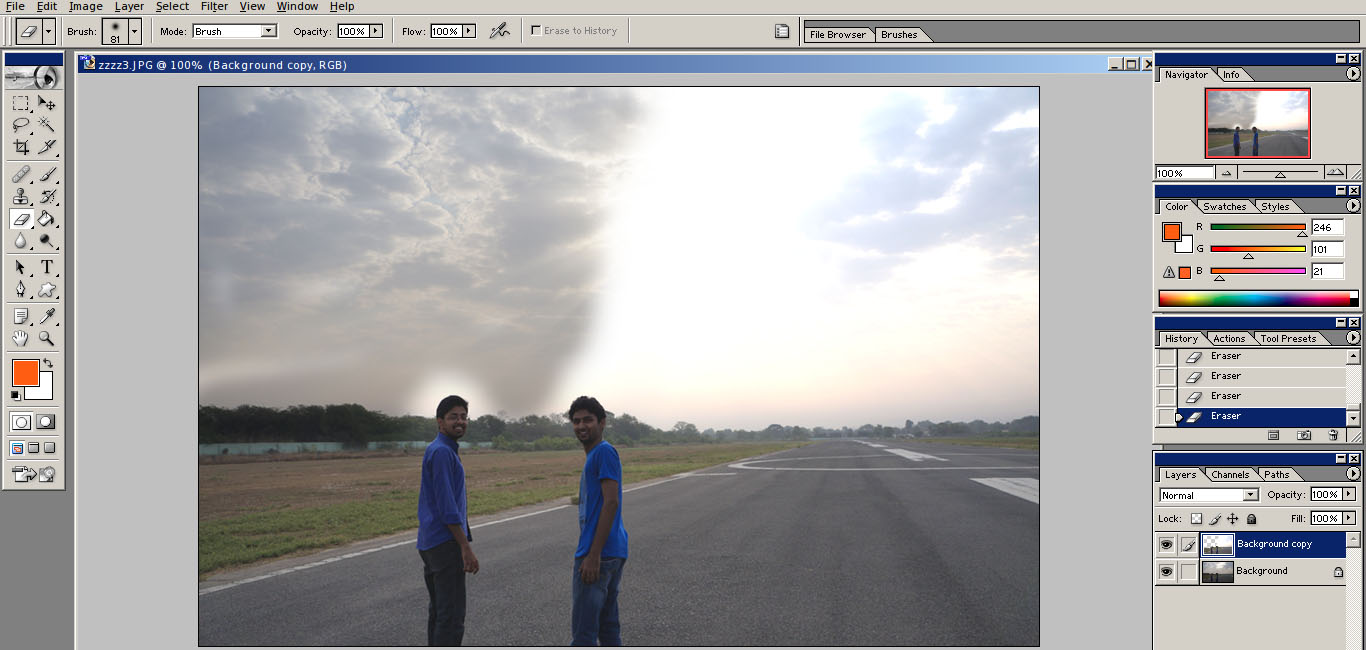 File Edit Image Layer Select Filter View Window Help
Brush: 81 Mode: Brush Opacity: 100% Flow: 100% Erase to History File Browser Brushes
zzzz3.JPG @ 100% (Background copy, RGB)
Navigator Info
100%
Color Swatches Styles
R 246
G 101
B 21
History Actions Tool Presets
Eraser
Eraser
Eraser
Eraser
Layers Channels Paths
Normal Opacity: 100%
Lock: Fill: 100%
Background copy
Background
T